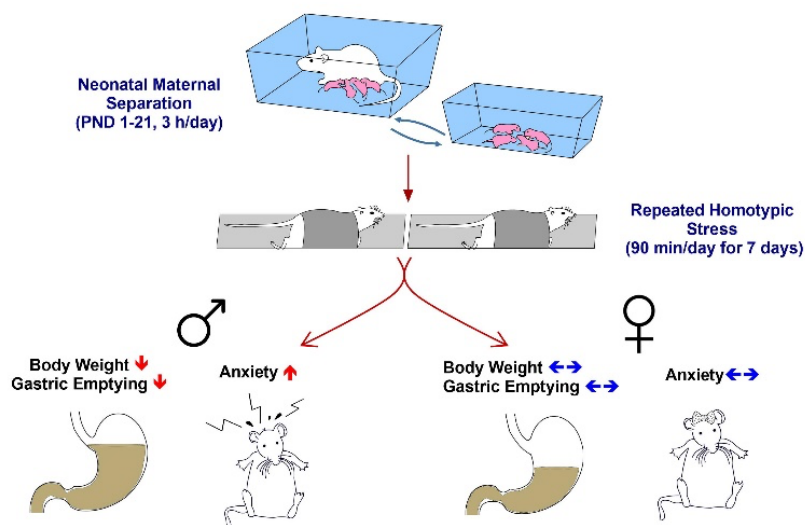 Neonatal Maternal
Separation
(PND 1-21, 3 h/day)
Repeated Homotypic
Stress
(90 min/day for 7 days)
♂
Body Weight ↓
Gastric Emptying ↓
Anxiety ↑
♀
Body Weight ↔
Gastric Emptying ↔
Anxiety ↔